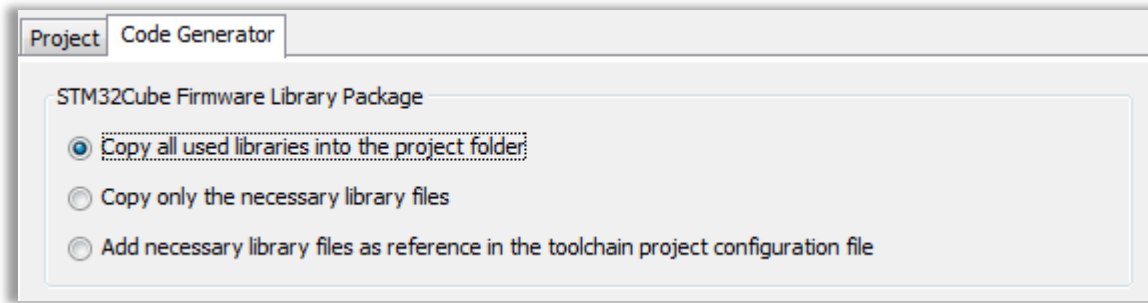 Project Code Generator
STM32Cube Firmware Library Package
Copy all used libraries into the project folder
Copy only the necessary library files
Add necessary library files as reference in the toolchain project configuration file